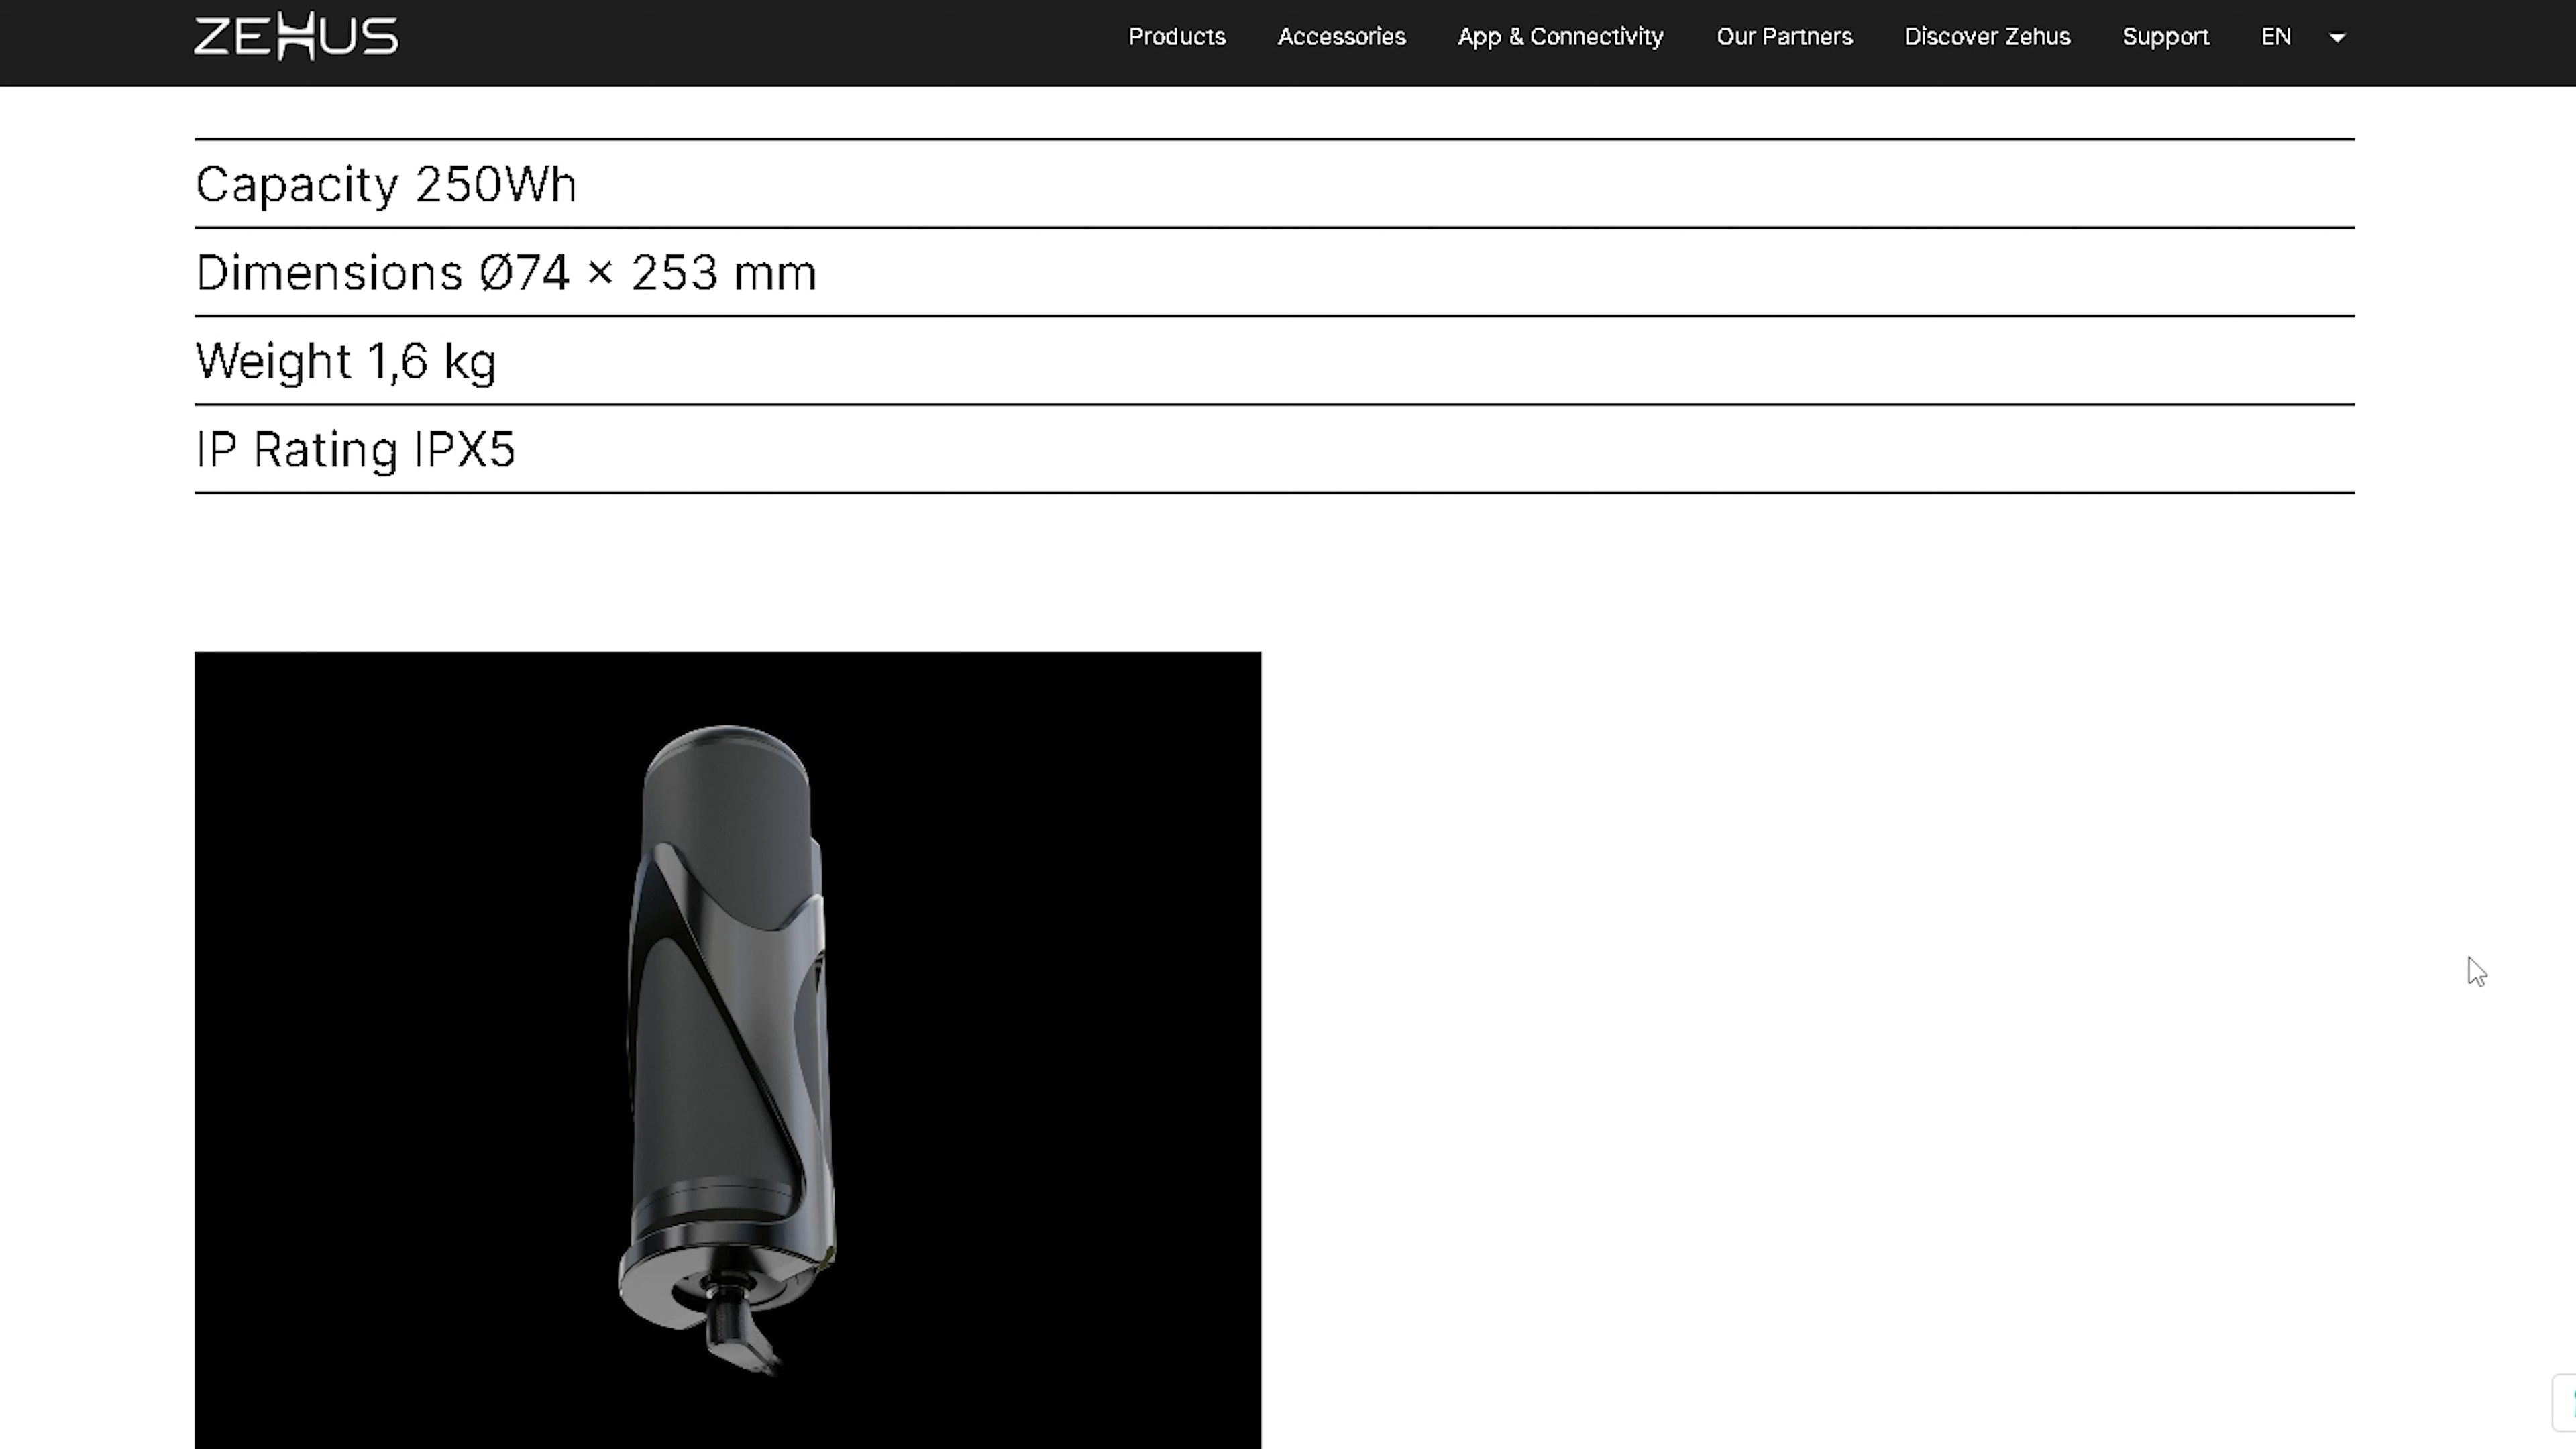 ZEHUS
Products Accessories App & Connectivity Our Partners Discover Zehus Support EN
Capacity 250Wh
Dimensions Ø74 × 253 mm
Weight 1,6 kg
IP Rating IPX5